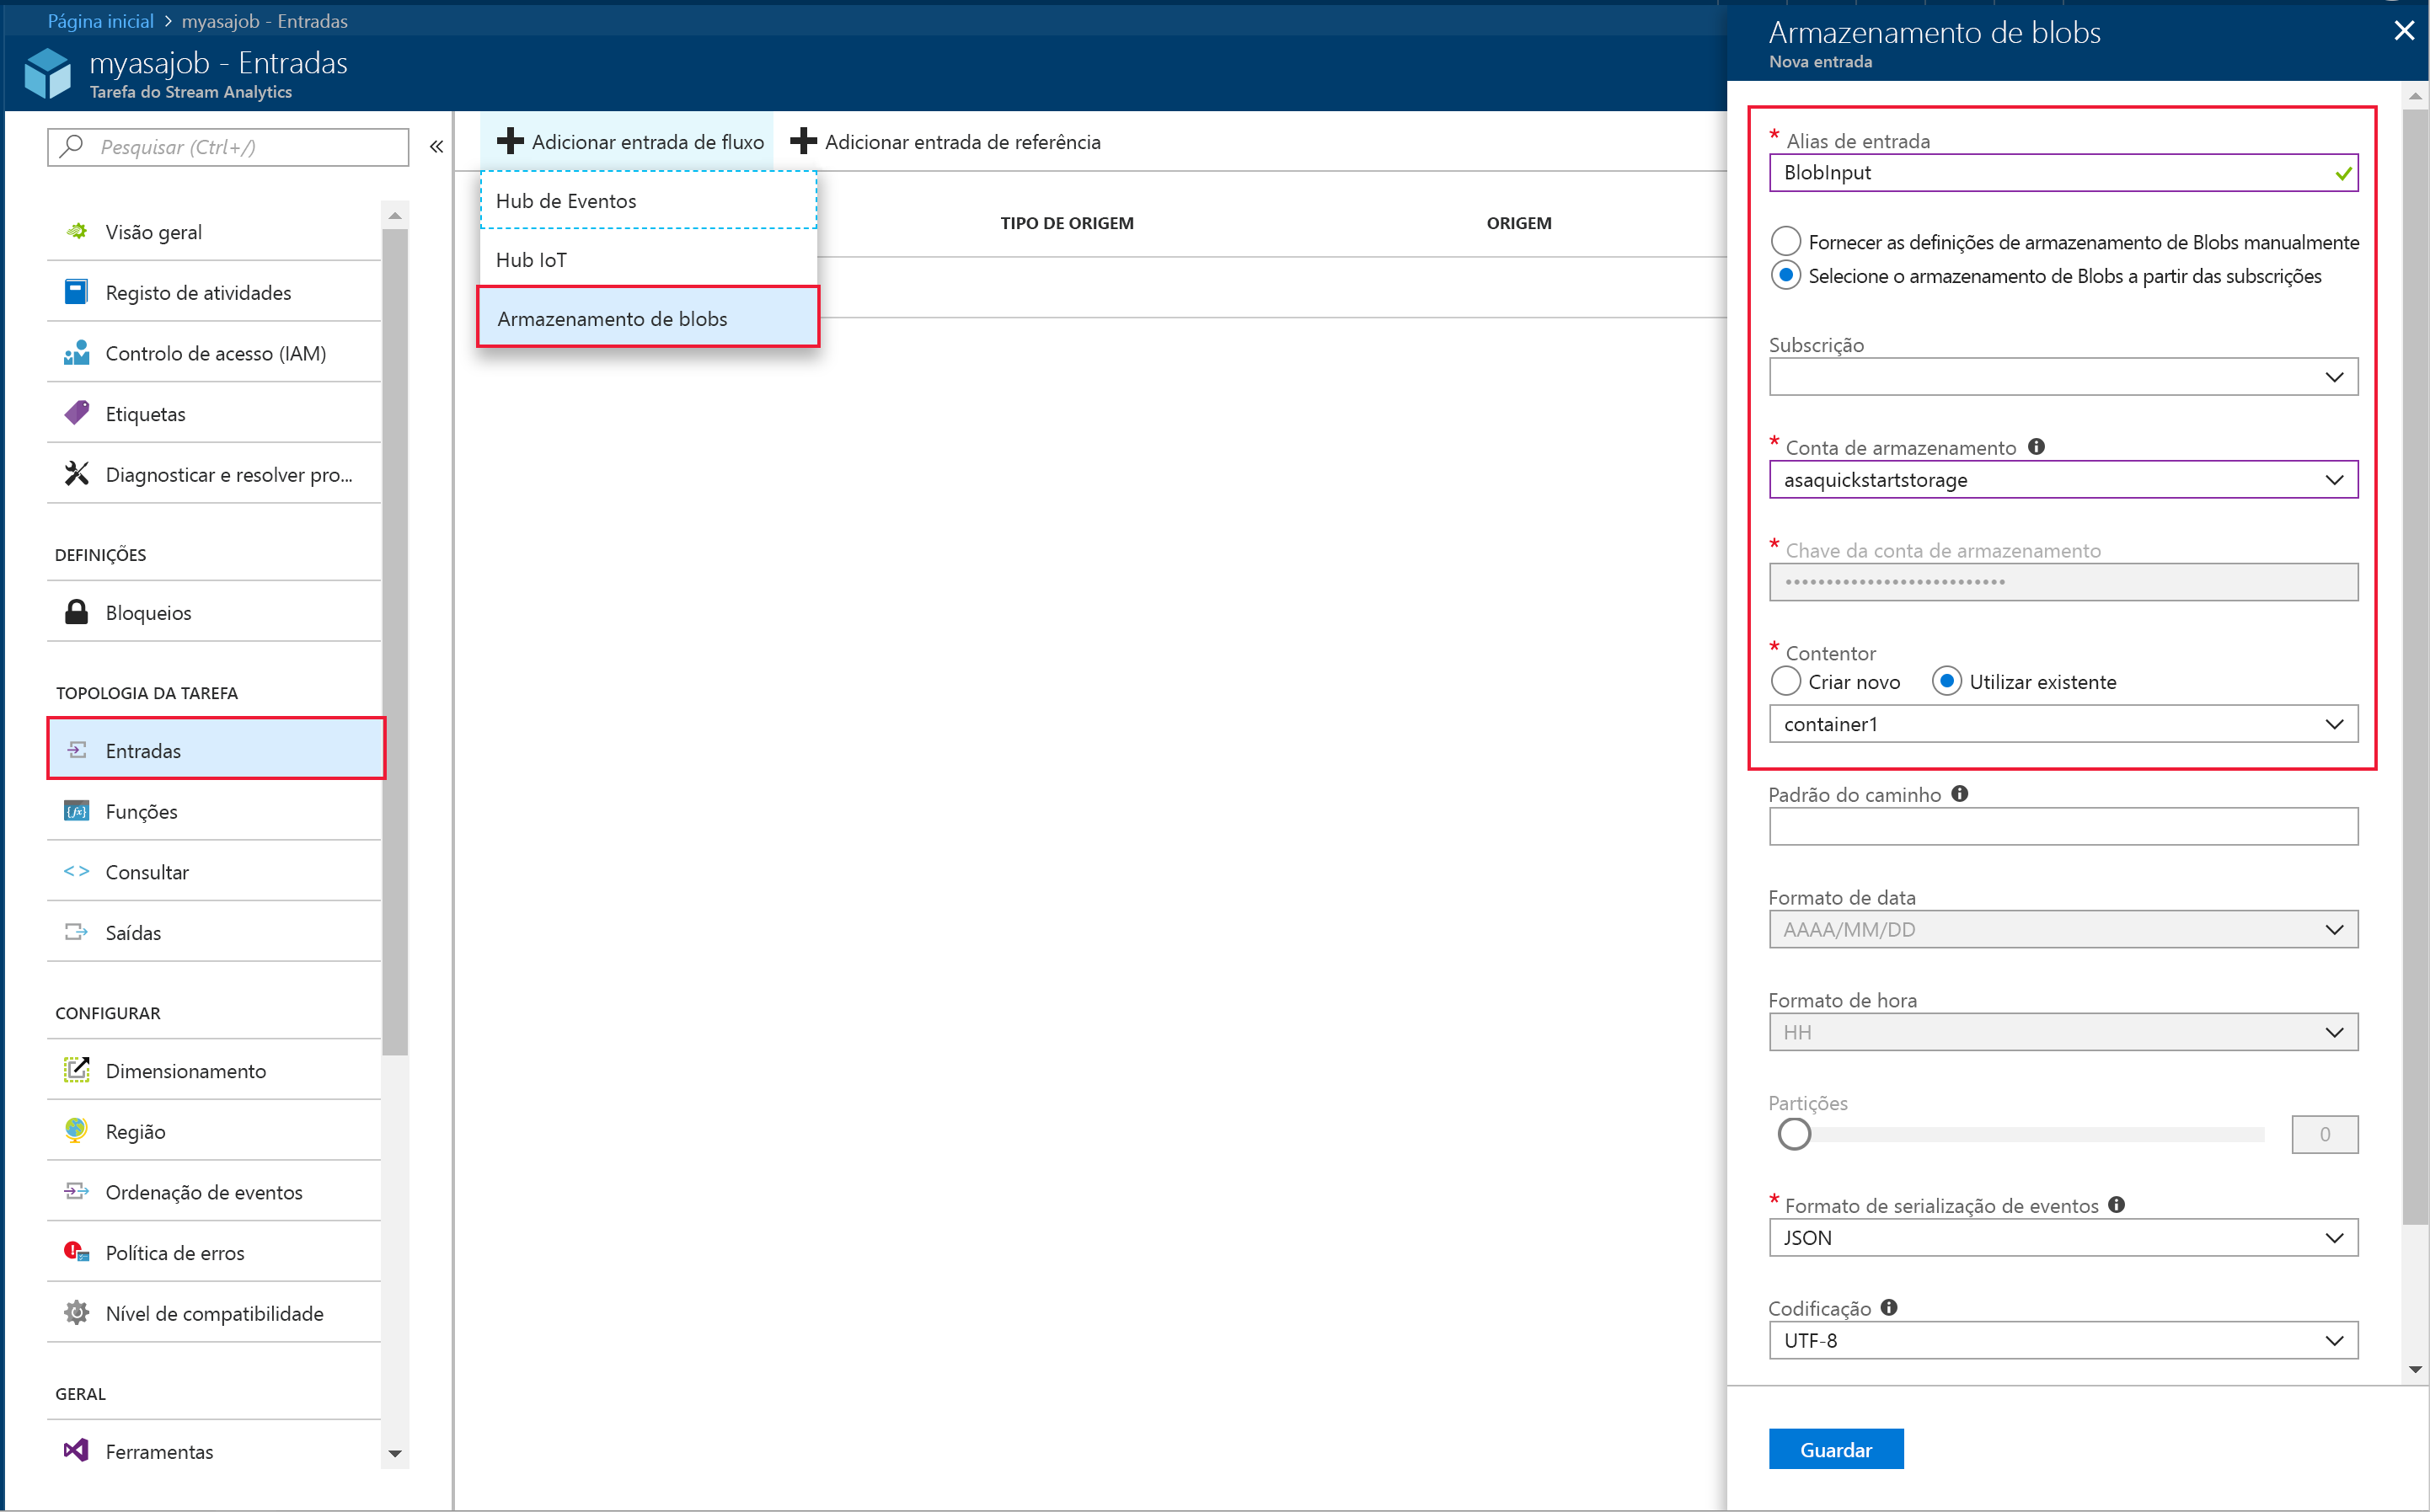 Página inicial > myasajob - Entradas
myasajob - Entradas
Tarefa do Stream Analytics
Pesquisar (Ctrl+/)
«
Visão geral
Registo de atividades
Controlo de acesso (IAM)
Etiquetas
Diagnosticar e resolver pro...
DEFINIÇÕES
Bloqueios
TOPOLOGIA DA TAREFA
Entradas
Funções
Consultar
Saídas
CONFIGURAR
Dimensionamento
Região
Ordenação de eventos
Política de erros
Nível de compatibilidade
GERAL
Ferramentas
Adicionar entrada de fluxo
Adicionar entrada de referência
Hub de Eventos
Hub IoT
Armazenamento de blobs
TIPO DE ORIGEM
ORIGEM
Armazenamento de blobs
Nova entrada
* Alias de entrada
BlobInput
Fornecer as definições de armazenamento de Blobs manualmente
Selecione o armazenamento de Blobs a partir das subscrições
Subscrição
* Conta de armazenamento
asaquickstartstorage
* Chave da conta de armazenamento
•••••••••••••••••••••••••••
* Contentor
Criar novo
Utilizar existente
container1
Padrão do caminho
Formato de data
AAAA/MM/DD
Formato de hora
HH
Partições
0
* Formato de serialização de eventos
JSON
Codificação
UTF-8
Guardar